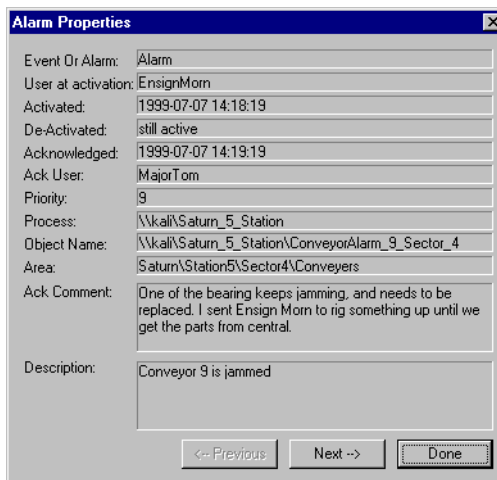 Alarm Properties
Event Or Alarm: Alarm
User at activation: EnsignMorn
Activated: 1999-07-07 14:18:19
De-Activated: still active
Acknowledged: 1999-07-07 14:19:19
Ack User: MajorTom
Priority: 9
Process: \\kali\Saturn_5_Station
Object Name: \\kali\Saturn_5_Station\ConveyorAlarm_9_Sector_4
Area: Saturn\Station5\Sector4\Conveyers
Ack Comment: One of the bearing keeps jamming, and needs to be
replaced. I sent Ensign Morn to rig something up until we
get the parts from central.
Description: Conveyor 9 is jammed
<-- Previous Next --> Done